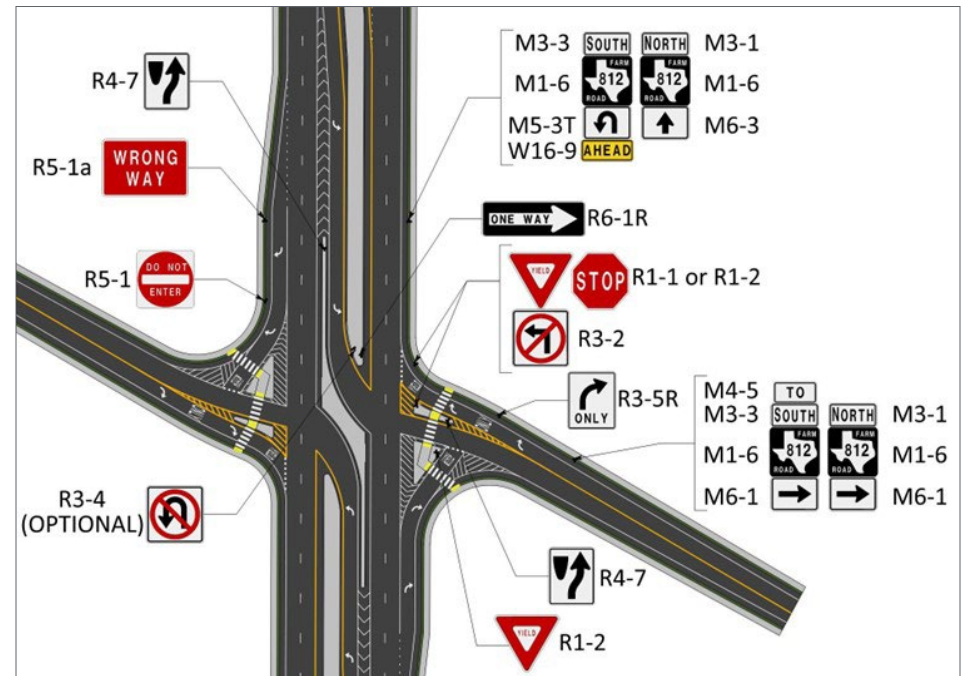 R4-7
R5-1a
WRONG
WAY
R5-1
DO NOT
ENTER
R3-4
(OPTIONAL)
M3-3 SOUTH NORTH M3-1
M1-6 FARM 812 ROAD FARM 812 ROAD M1-6
M5-3T M6-3
W16-9 AHEAD
ONE WAY R6-1R
YIELD STOP R1-1 or R1-2
R3-2
ONLY R3-5R
M4-5 TO
M3-3 SOUTH NORTH M3-1
M1-6 FARM 812 ROAD FARM 812 ROAD M1-6
M6-1 M6-1
R4-7
YIELD R1-2